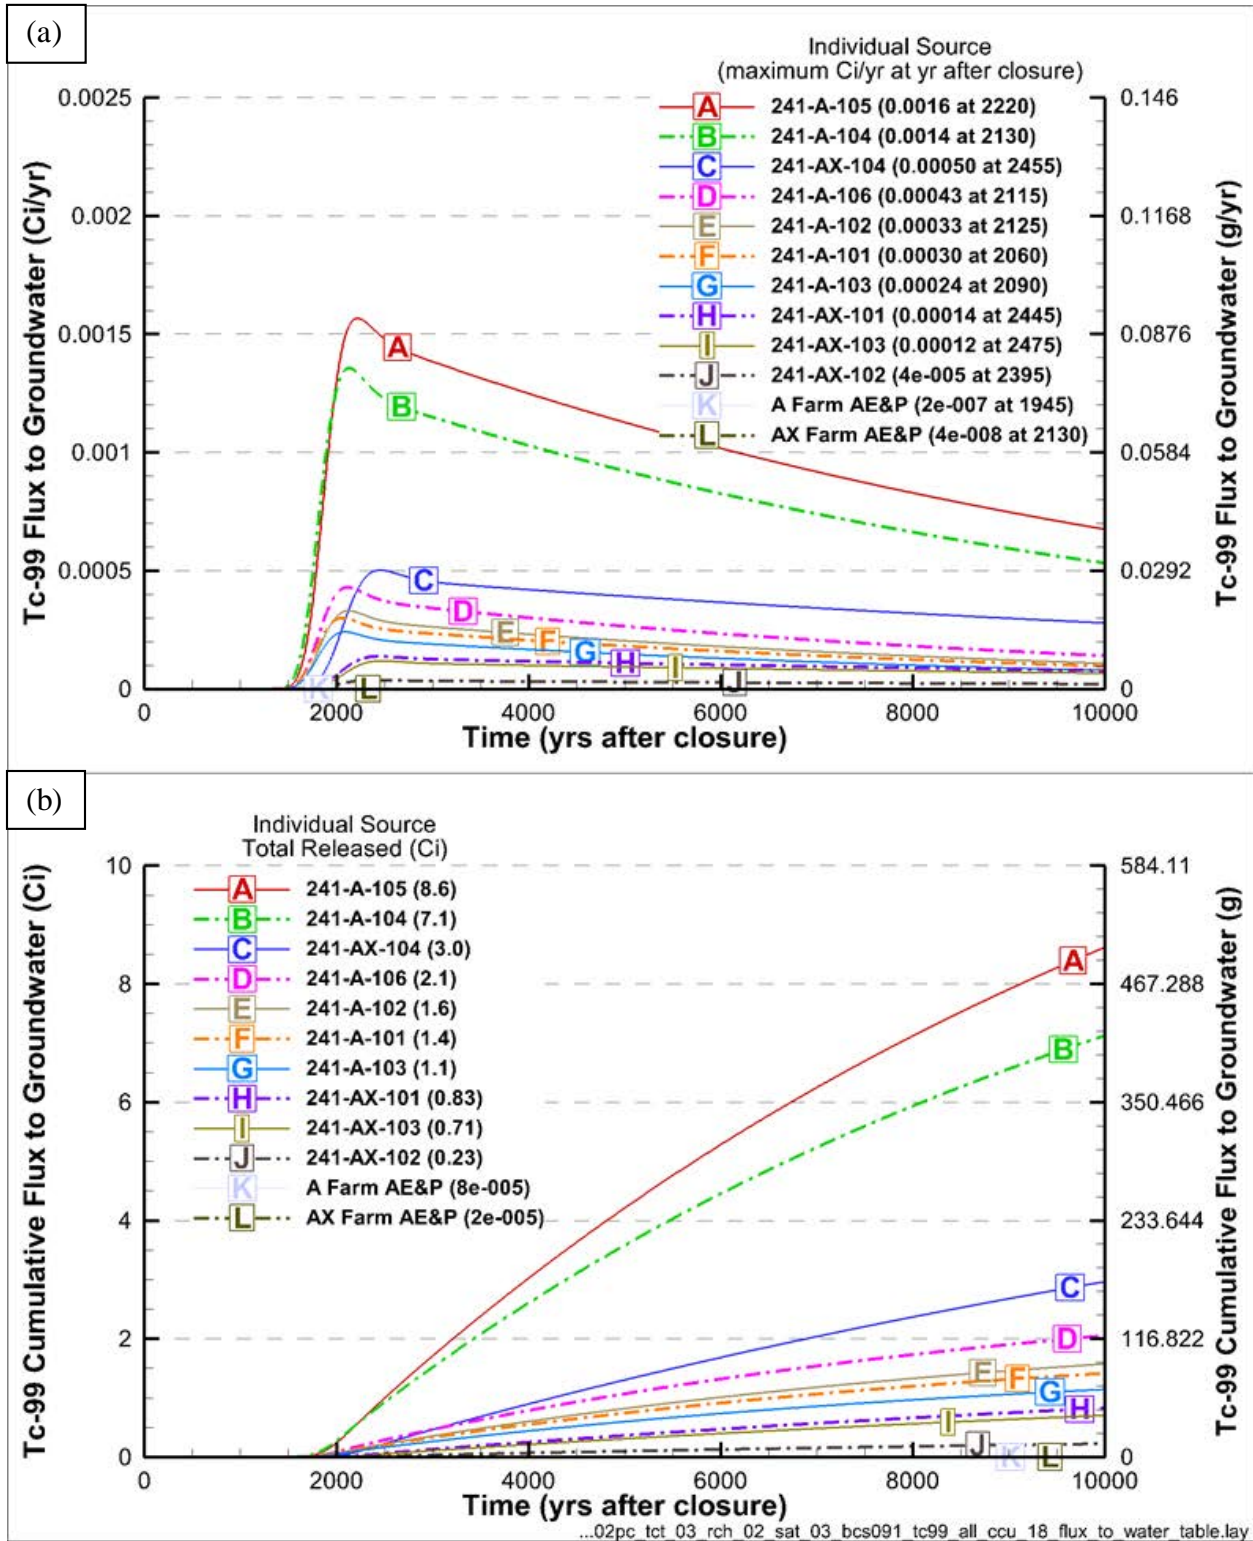 (a)
Individual Source
(maximum Ci/yr at yr after closure)
A 241-A-105 (0.0016 at 2220)
B 241-A-104 (0.0014 at 2130)
C 241-AX-104 (0.00050 at 2455)
D 241-A-106 (0.00043 at 2115)
E 241-A-102 (0.00033 at 2125)
F 241-A-101 (0.00030 at 2060)
G 241-A-103 (0.00024 at 2090)
H 241-AX-101 (0.00014 at 2445)
I 241-AX-103 (0.00012 at 2475)
J 241-AX-102 (4e-005 at 2395)
K A Farm AE&P (2e-007 at 1945)
L AX Farm AE&P (4e-008 at 2130)
Tc-99 Flux to Groundwater (Ci/yr)
0.0025
0.002
0.0015
0.001
0.0005
0
Tc-99 Flux to Groundwater (g/yr)
0.146
0.1168
0.0876
0.0584
0.0292
0
A
B
C
D
E
F
G
H
I
J
K
L
0 2000 4000 6000 8000 10000
Time (yrs after closure)
(b)
Individual Source
Total Released (Ci)
A 241-A-105 (8.6)
B 241-A-104 (7.1)
C 241-AX-104 (3.0)
D 241-A-106 (2.1)
E 241-A-102 (1.6)
F 241-A-101 (1.4)
G 241-A-103 (1.1)
H 241-AX-101 (0.83)
I 241-AX-103 (0.71)
J 241-AX-102 (0.23)
K A Farm AE&P (8e-005)
L AX Farm AE&P (2e-005)
Tc-99 Cumulative Flux to Groundwater (Ci)
10
8
6
4
2
0
Tc-99 Cumulative Flux to Groundwater (g)
584.11
467.288
350.466
233.644
116.822
0
A
B
C
D
E
F
G
H
I
J
K
L
0 2000 4000 6000 8000 10000
Time (yrs after closure)
...02pc_tct_03_rch_02_sat_03_bcs091_tc99_all_ccu_18_flux_to_water_table.lay